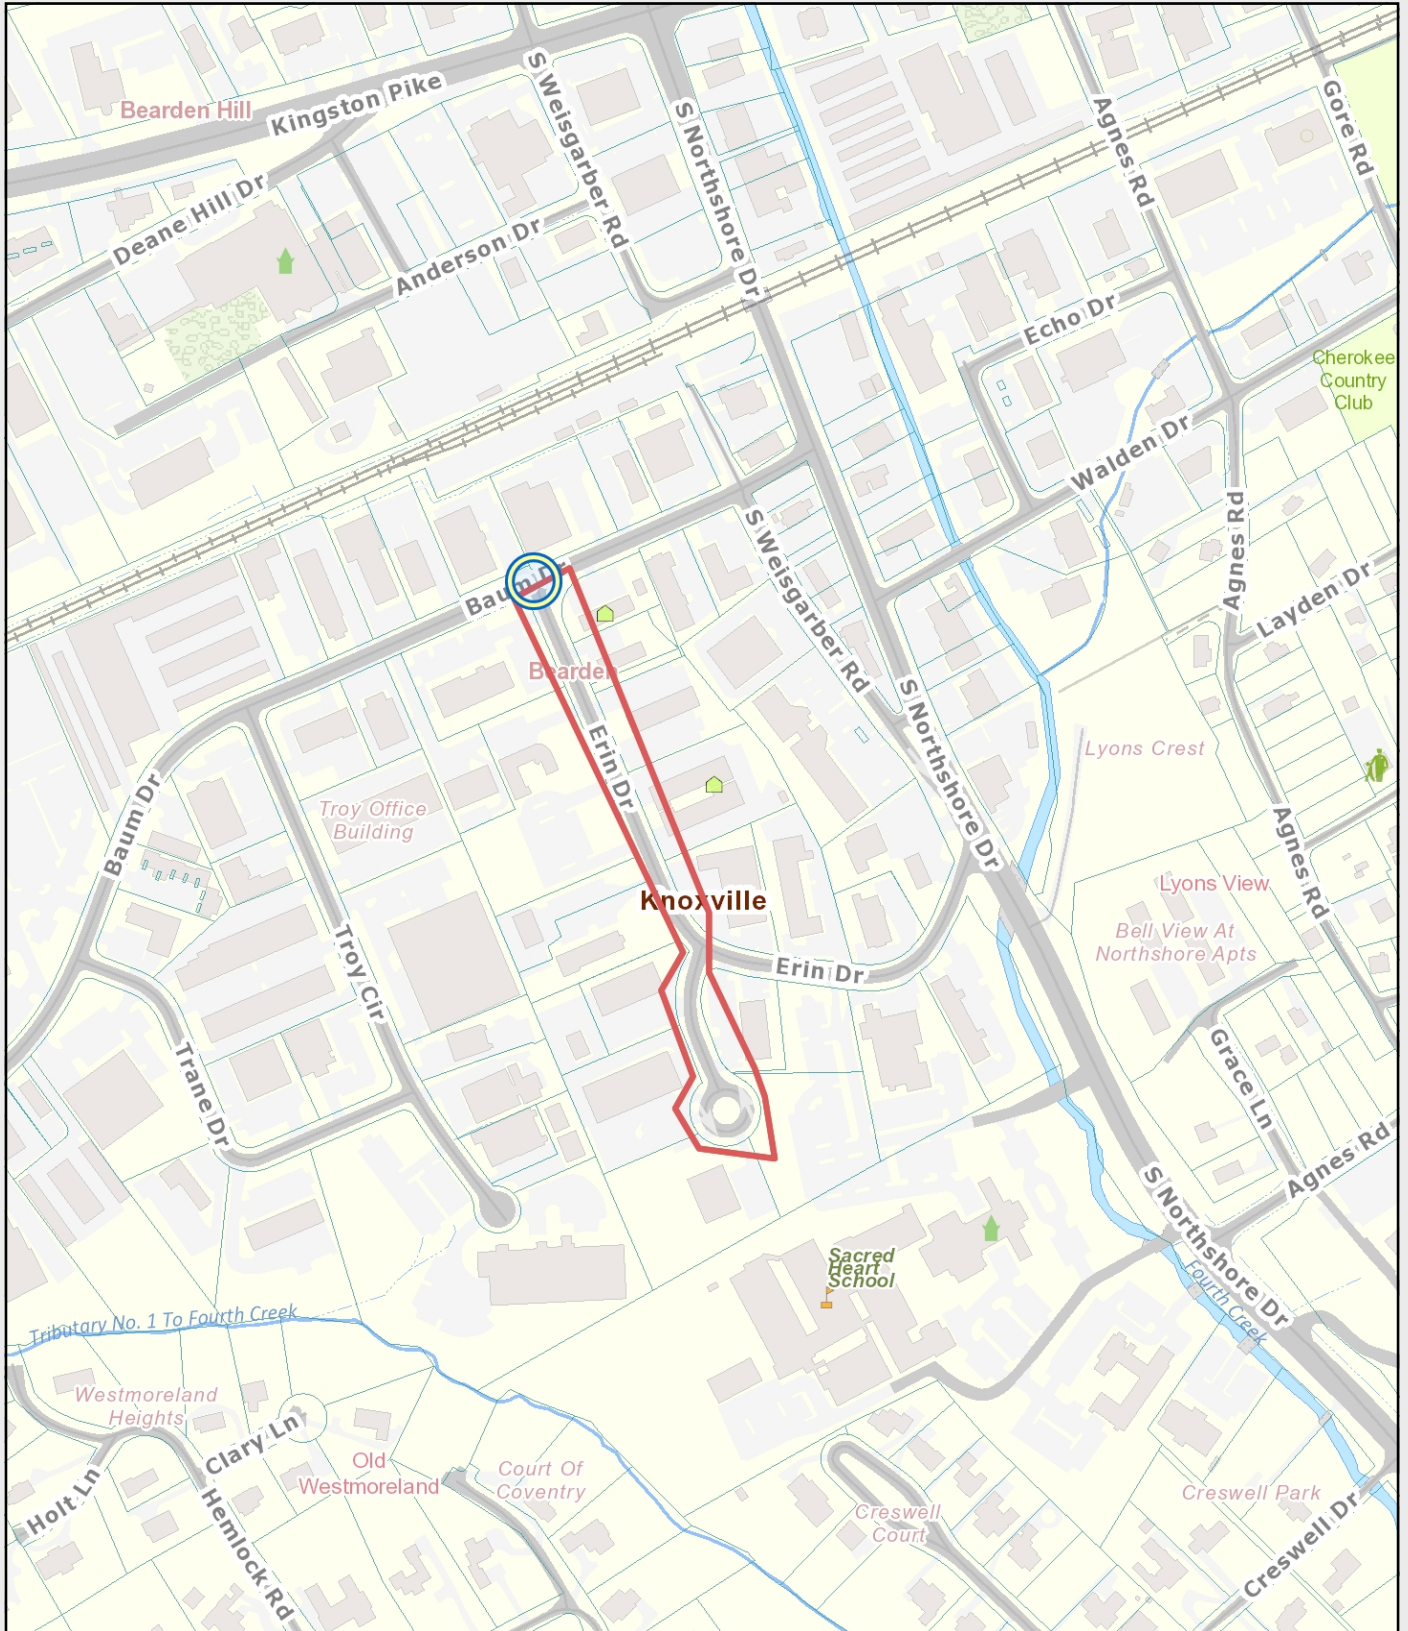 S Weisgarber Rd
Kingston Pike
Bearden Hill
S Northshore Dr
Agnes Rd
Gore Rd
Deane Hill Dr
Anderson Dr
Echo Dr
Cherokee
Country
Club
Walden Dr
Agnes Rd
Baum Dr
S Weisgarber Rd
Layden Dr
Bearden
Erin Dr
S Northshore Dr
Lyons Crest
Troy Office
Building
Baum Dr
Agnes Rd
Knoxville
Lyons View
Bell View At
Northshore Apts
Troy Cir
Erin Dr
Trane Dr
Grace Ln
Agnes Rd
S Northshore Dr
Sacred
Heart
School
Fourth Creek
Tributary No. 1 To Fourth Creek
Westmoreland
Heights
Clary Ln
Old
Westmoreland
Court Of
Coventry
Holt Ln
Hemlock Rd
Creswell
Court
Creswell Park
Creswell Dr